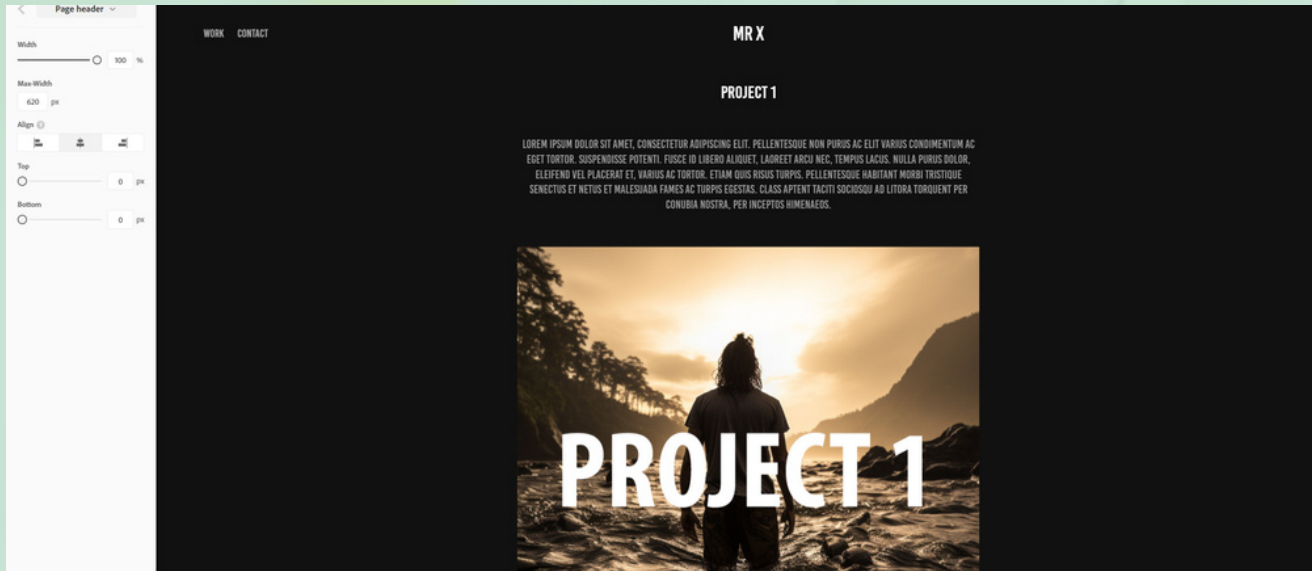 Page header
Width
100 %
Max-Width
620 px
Align
Top
0 px
Bottom
0 px
WORK CONTACT
MR X
PROJECT 1
LOREM IPSUM DOLOR SIT AMET, CONSECTETUR ADIPISCING ELIT. PELLENTESQUE NON PURUS AC ELIT VARIUS CONDIMENTUM AC
EGET TORTOR. SUSPENDISSE POTENTI. FUSCE ID LIBERO ALIQUET, LAOREET ARCU NEC, TEMPUS LACUS. NULLA PURUS DOLOR,
ELEIFEND VEL PLACERAT ET, VARIUS AC TORTOR. ETIAM QUIS RISUS TURPIS. PELLENTESQUE HABITANT MORBI TRISTIQUE
SENECTUS ET NETUS ET MALESUADA FAMES AC TURPIS EGESTAS. CLASS APTENT TACITI SOCIOSQU AD LITORA TORQUENT PER
CONUBIA NOSTRA, PER INCEPTOS HIMENAEOS.
PROJECT 1